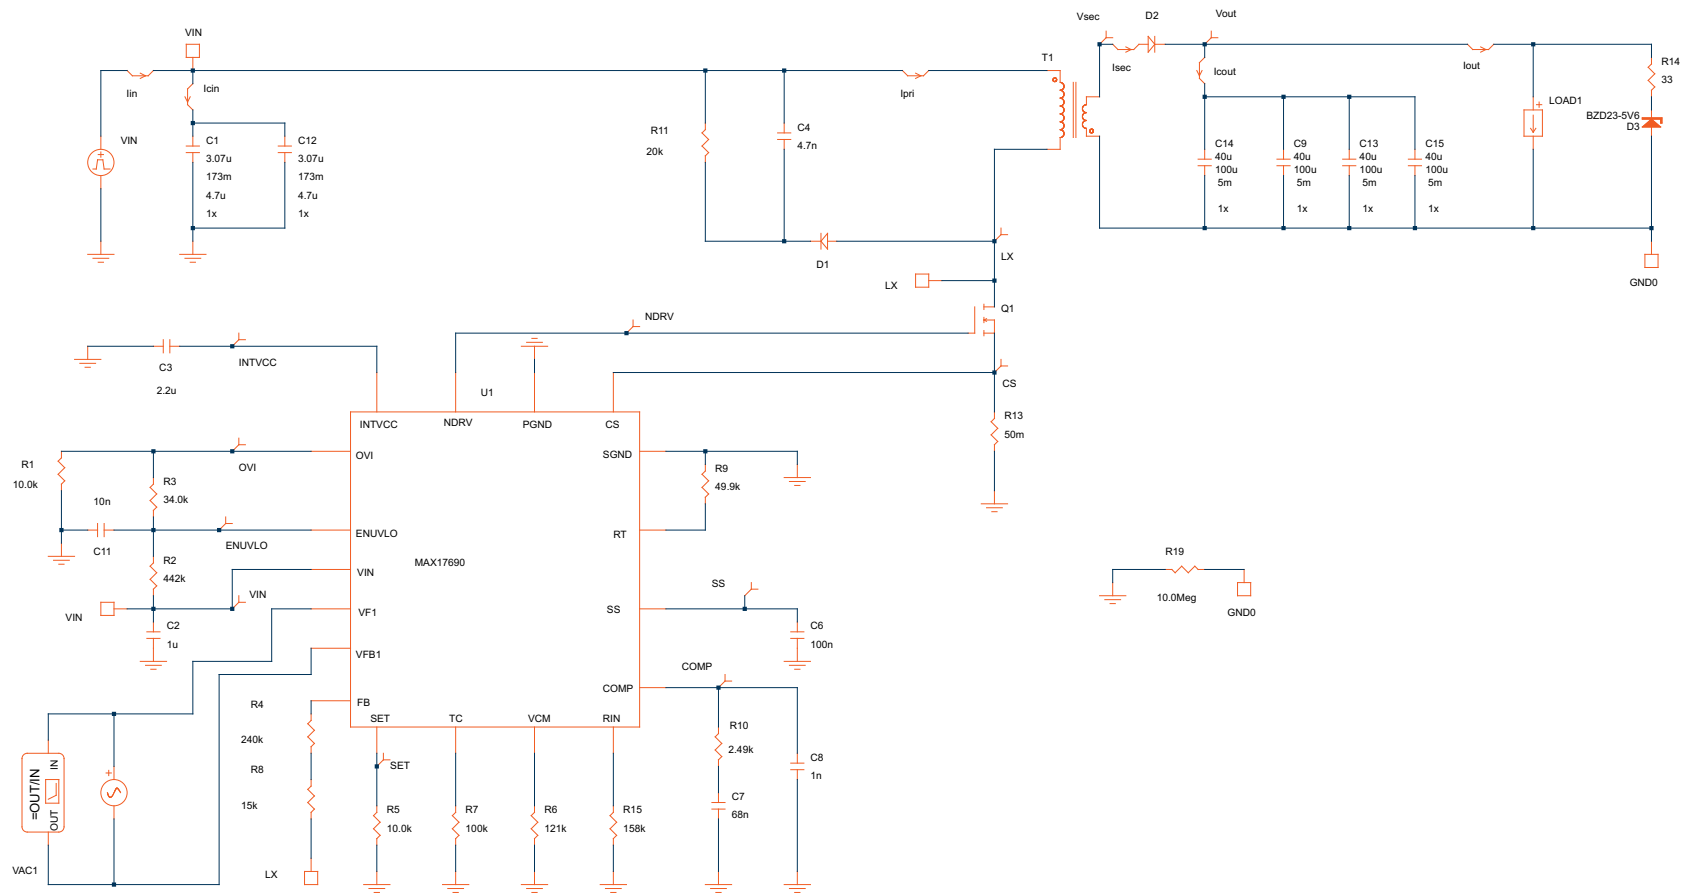 VIN
Iin
Icin
VIN
C1
3.07u
173m
4.7u
1x
C12
3.07u
173m
4.7u
1x
R11
20k
C4
4.7n
D1
Ipri
T1
Vsec
D2
Isec
Vout
Icout
Iout
C14
40u
100u
5m
1x
C9
40u
100u
5m
1x
C13
40u
100u
5m
1x
C15
40u
100u
5m
1x
LOAD1
R14
33
BZD23-5V6
D3
GND0
LX
LX
Q1
NDRV
CS
R13
50m
INTVCC
C3
2.2u
U1
INTVCC
NDRV
PGND
CS
OVI
SGND
ENUVLO
RT
MAX17690
VIN
VF1
SS
VFB1
COMP
FB
SET
TC
VCM
RIN
R1
10.0k
OVI
R3
34.0k
10n
C11
ENUVLO
R2
442k
VIN
VIN
C2
1u
R9
49.9k
SS
C6
100n
COMP
R10
2.49k
C7
68n
C8
1n
R19
10.0Meg
GND0
R4
240k
R8
15k
LX
SET
R5
10.0k
R7
100k
R6
121k
R15
158k
IN
=OUT/IN
OUT
VAC1